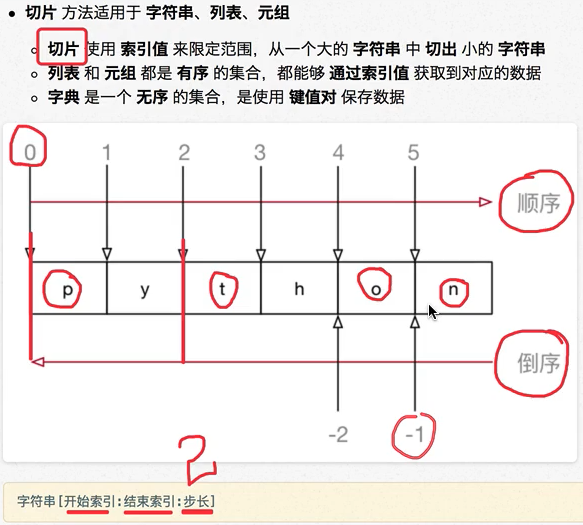 切片 方法适用于 字符串、列表、元组
切片 使用 索引值 来限定范围，从一个大的 字符串 中 切出 小的 字符串
列表 和 元组 都是 有序 的集合，都能够 通过索引值 获取到对应的数据
字典 是一个 无序 的集合，是使用 键值对 保存数据
0 1 2 3 4 5
顺序
p y t h o n
倒序
-2 -1
2
字符串[开始索引:结束索引:步长]